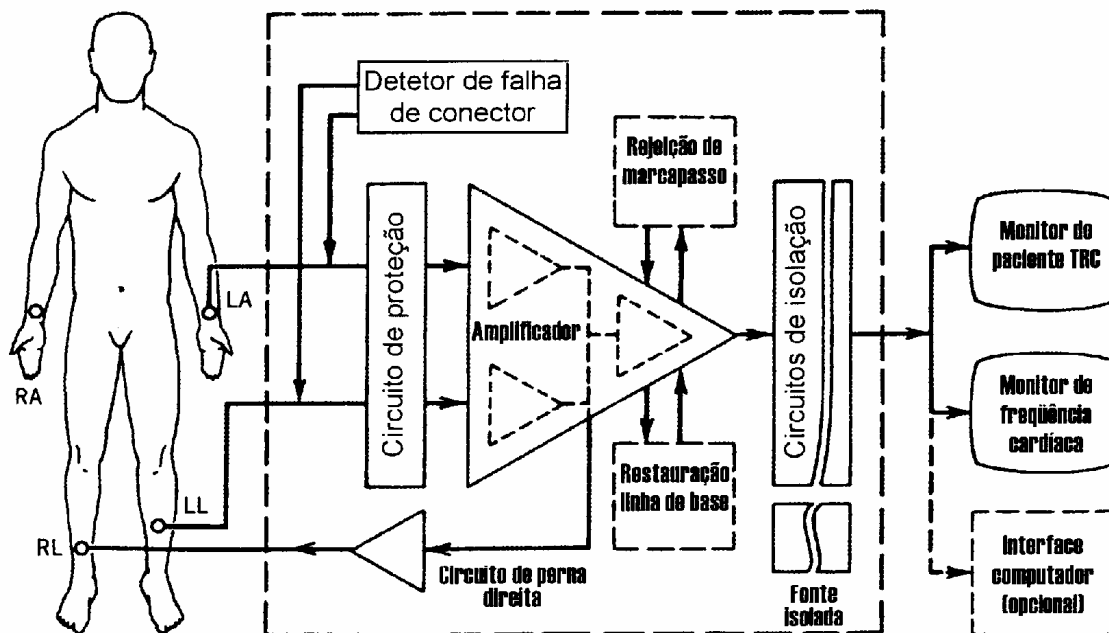 Detetor de falha
de conector
Rejeição de
marcapasso
Circuito de proteção
Amplificador
Circuitos de isolação
Monitor do
paciente TRC
LA
RA
Monitor de
freqüência
cardíaca
Restauração
linha de base
LL
RL
Circuito de perna
direita
Fonte
isolada
Interface
computador
(opcional)